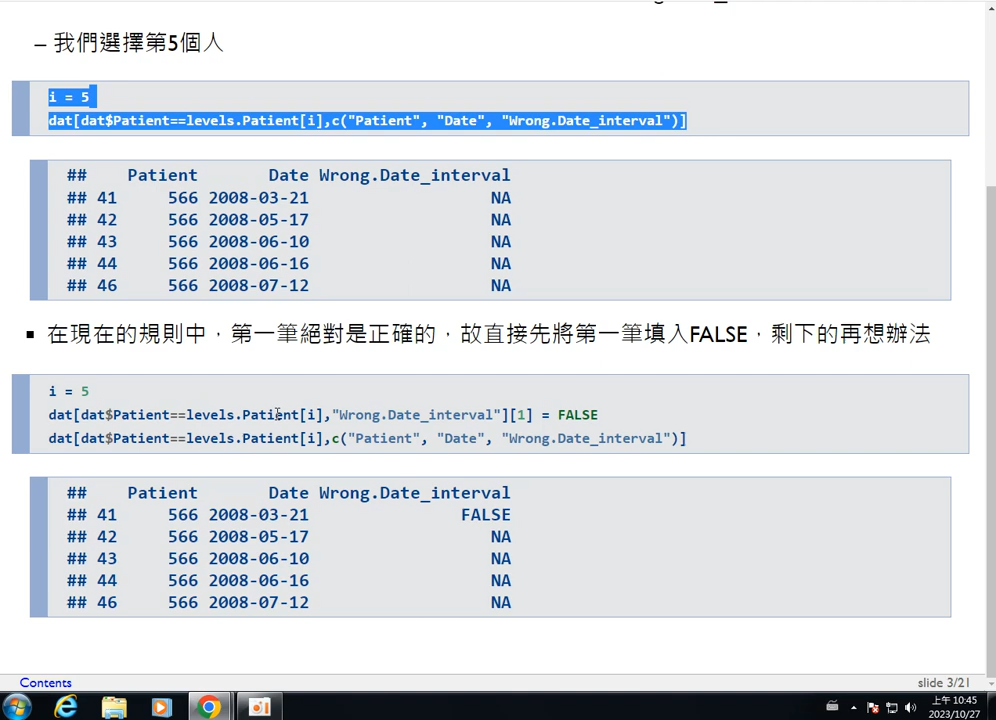 – 我們選擇第5個人
i = 5
dat[dat$Patient==levels.Patient[i],c("Patient", "Date", "Wrong.Date_interval")]
## Patient Date Wrong.Date_interval
## 41 566 2008-03-21 NA
## 42 566 2008-05-17 NA
## 43 566 2008-06-10 NA
## 44 566 2008-06-16 NA
## 46 566 2008-07-12 NA
▪ 在現在的規則中，第一筆絕對是正確的，故直接先將第一筆填入FALSE，剩下的再想辦法
i = 5
dat[dat$Patient==levels.Patient[i],"Wrong.Date_interval"][1] = FALSE
dat[dat$Patient==levels.Patient[i],c("Patient", "Date", "Wrong.Date_interval")]
## Patient Date Wrong.Date_interval
## 41 566 2008-03-21 FALSE
## 42 566 2008-05-17 NA
## 43 566 2008-06-10 NA
## 44 566 2008-06-16 NA
## 46 566 2008-07-12 NA
Contents
slide 3/21
上午 10:45
2023/10/27